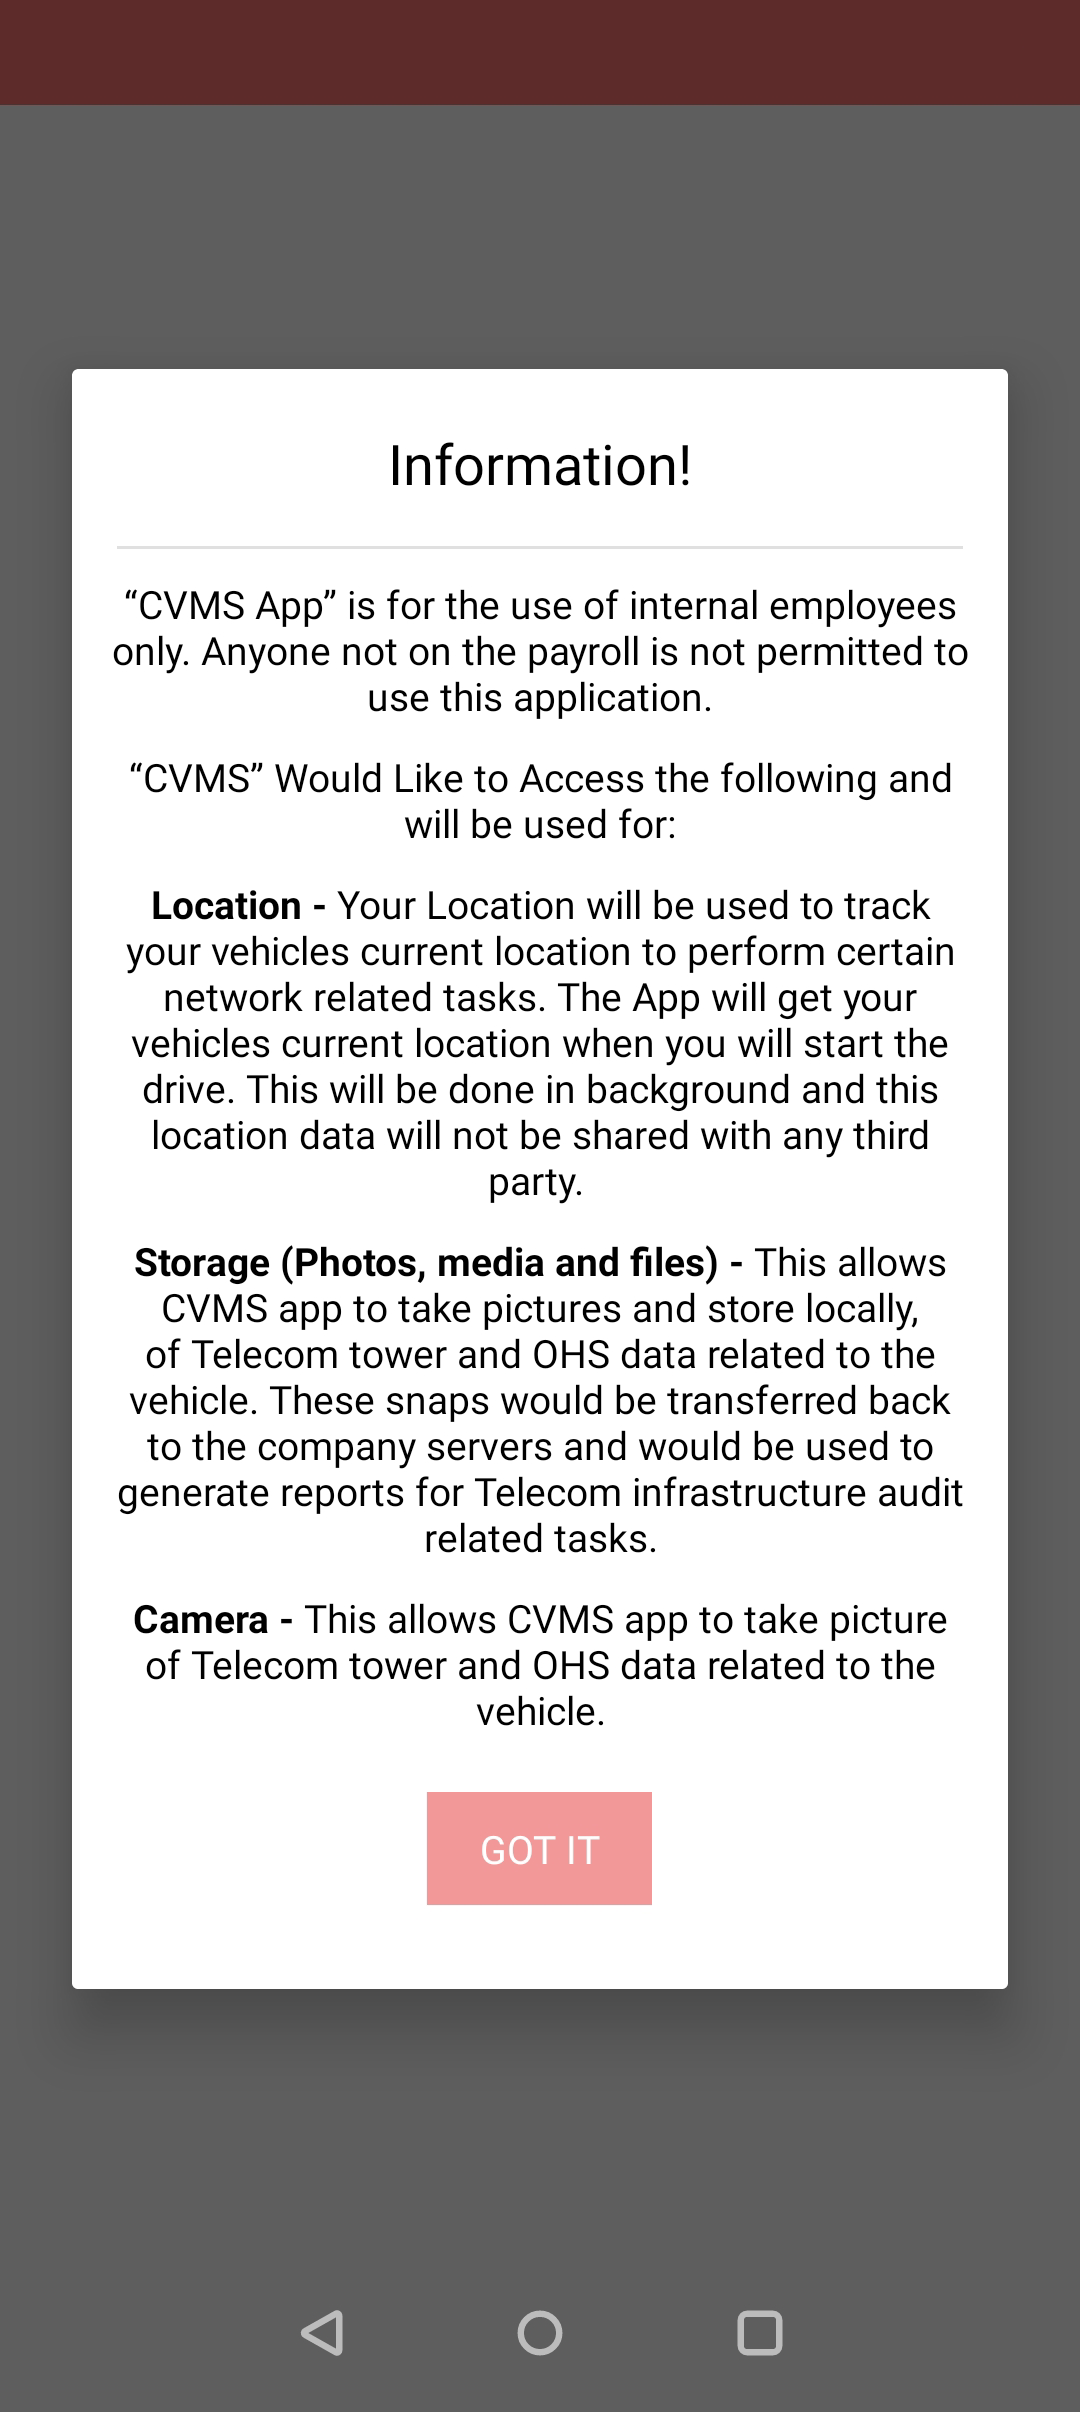 Information!
“CVMS App” is for the use of internal employees
only. Anyone not on the payroll is not permitted to
use this application.
“CVMS” Would Like to Access the following and
will be used for:
Location - Your Location will be used to track
your vehicles current location to perform certain
network related tasks. The App will get your
vehicles current location when you will start the
drive. This will be done in background and this
location data will not be shared with any third
party.
Storage (Photos, media and files) - This allows
CVMS app to take pictures and store locally,
of Telecom tower and OHS data related to the
vehicle. These snaps would be transferred back
to the company servers and would be used to
generate reports for Telecom infrastructure audit
related tasks.
Camera - This allows CVMS app to take picture
of Telecom tower and OHS data related to the
vehicle.
GOT IT